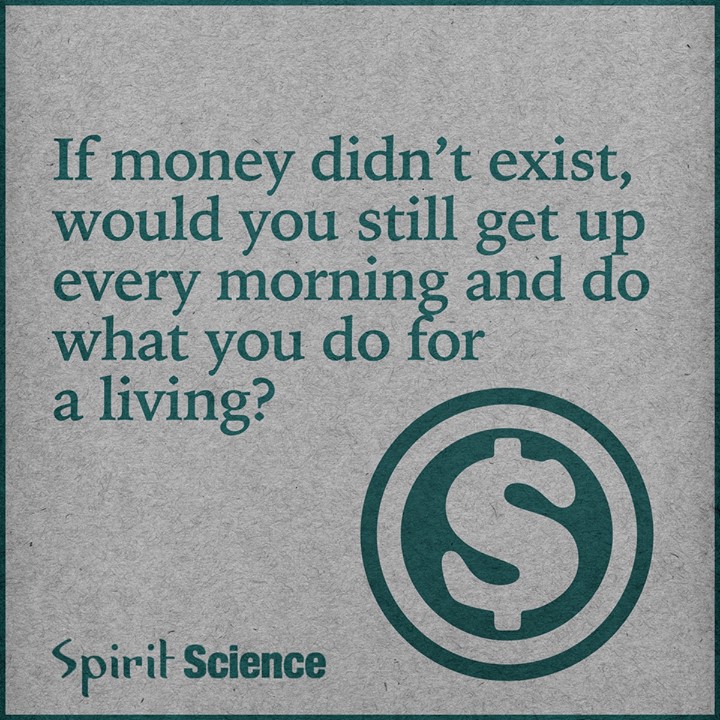 If money didn’t exist,
would you still get up
every morning and do
what you do for
a living?
$
Spirit Science